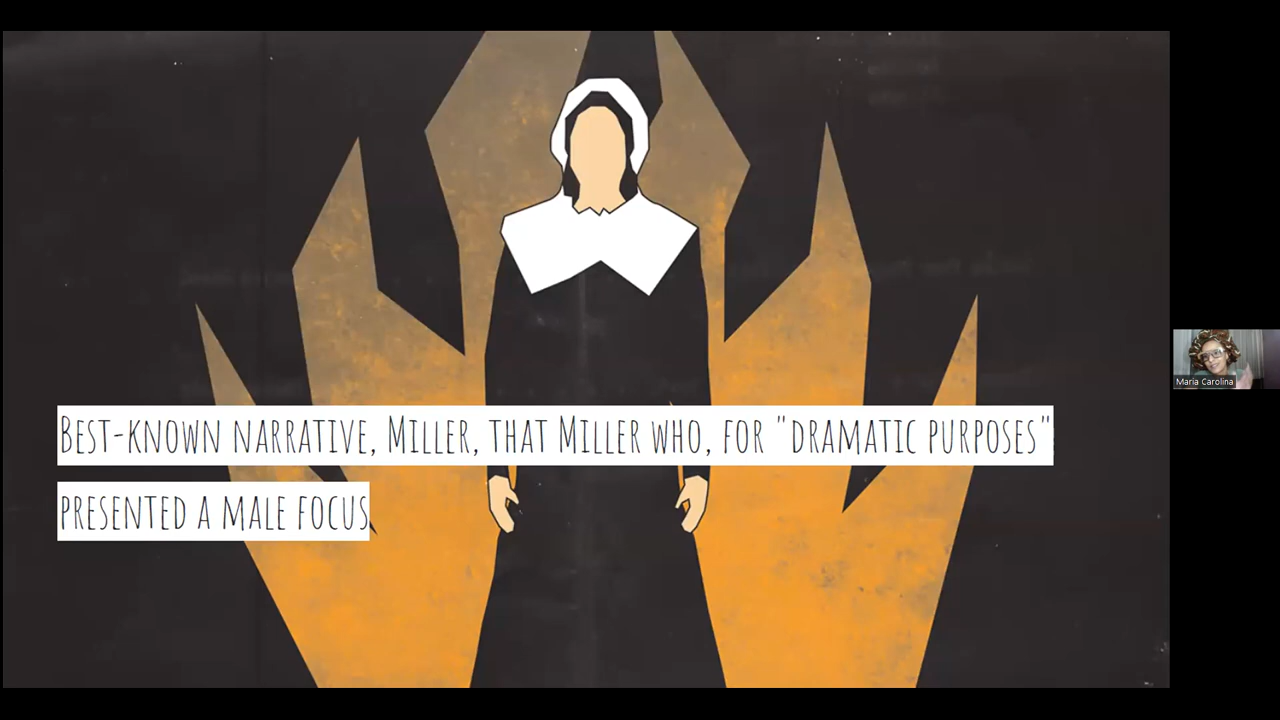 Best-known narrative, Miller, that Miller who, for "dramatic purposes"
presented a male focus
Maria Carolina